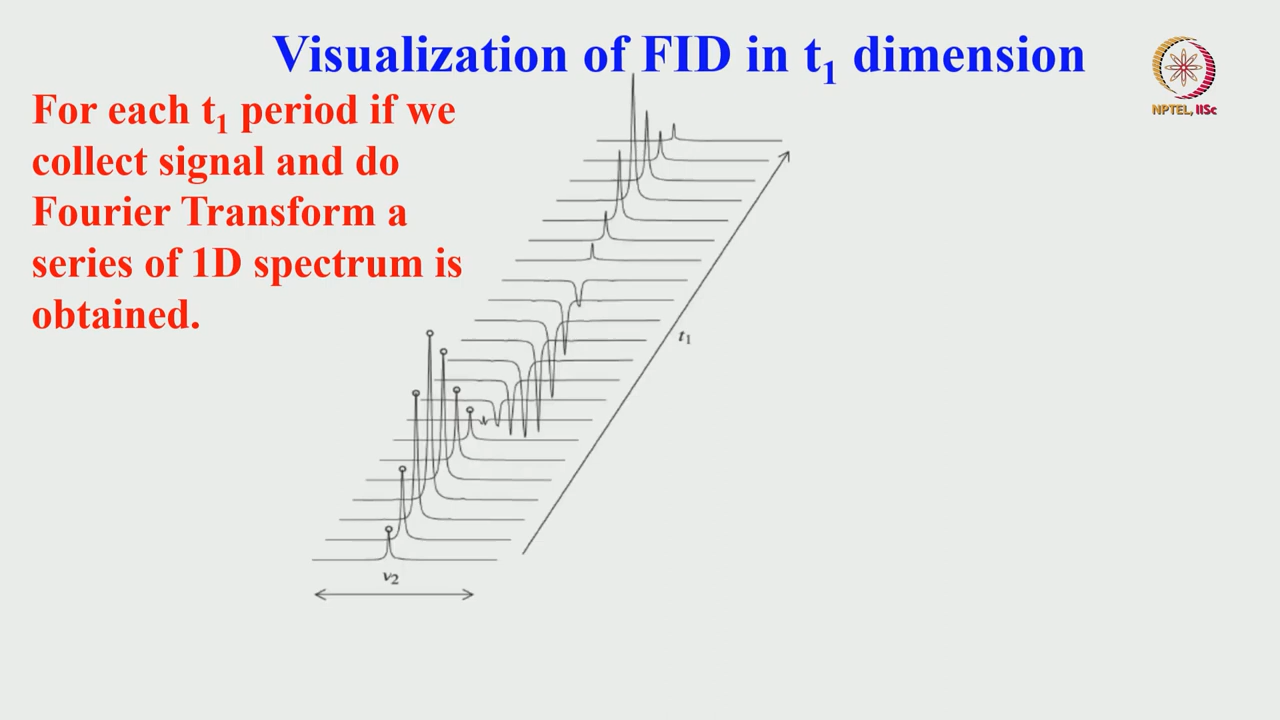 Visualization of FID in t1 dimension
For each t1 period if we
collect signal and do
Fourier Transform a
series of 1D spectrum is
obtained.
NPTEL, IISc
t1
ν2